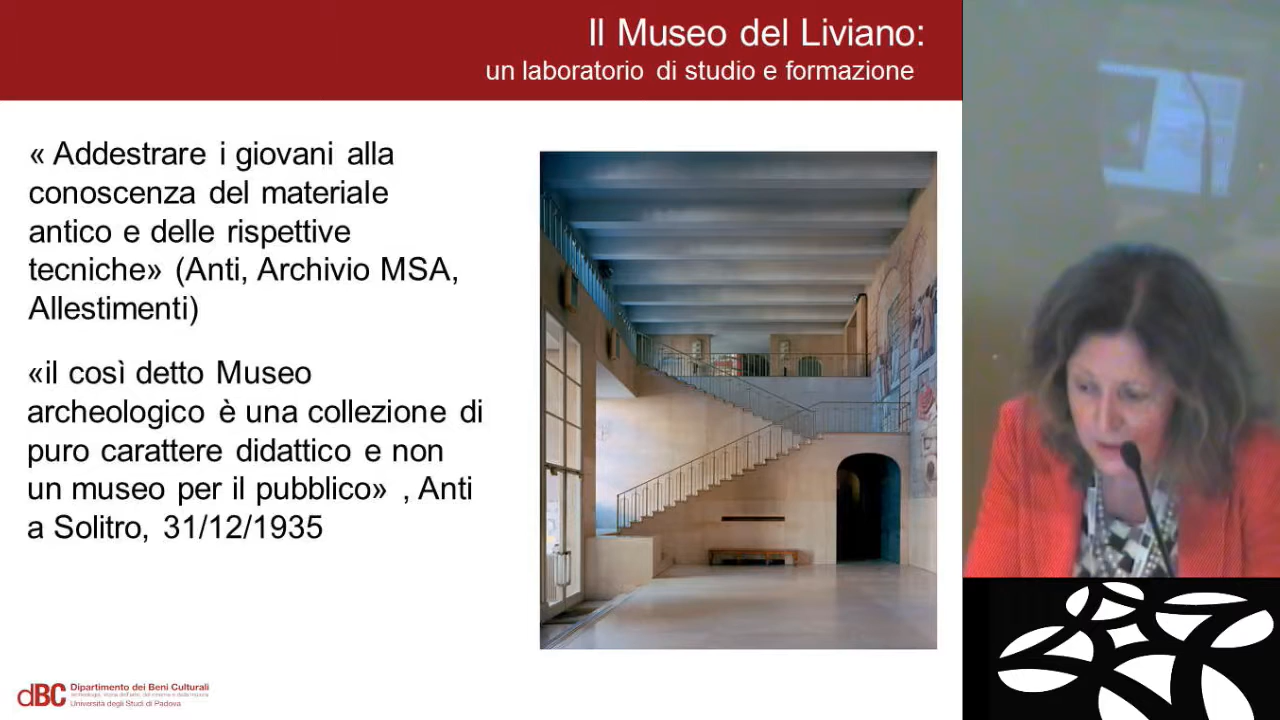 Il Museo del Liviano:
un laboratorio di studio e formazione
« Addestrare i giovani alla
conoscenza del materiale
antico e delle rispettive
tecniche» (Anti, Archivio MSA,
Allestimenti)
«il così detto Museo
archeologico è una collezione di
puro carattere didattico e non
un museo per il pubblico» , Anti
a Solitro, 31/12/1935
dBC
Dipartimento dei Beni Culturali
archeologia, storia dell'arte, del cinema e della musica
Università degli Studi di Padova